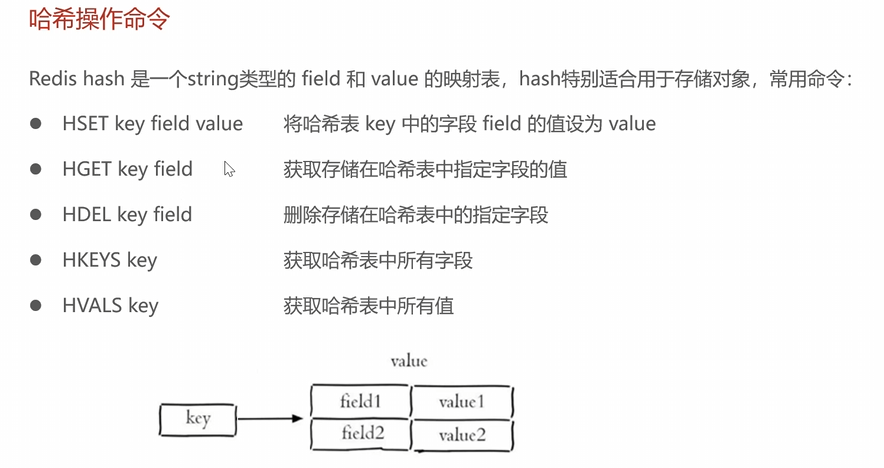 哈希操作命令
Redis hash 是一个string类型的 field 和 value 的映射表，hash特别适合用于存储对象，常用命令：
● HSET key field value 将哈希表 key 中的字段 field 的值设为 value
● HGET key field 获取存储在哈希表中指定字段的值
● HDEL key field 删除存储在哈希表中的指定字段
● HKEYS key 获取哈希表中所有字段
● HVALS key 获取哈希表中所有值
value
key field1 value1
field2 value2